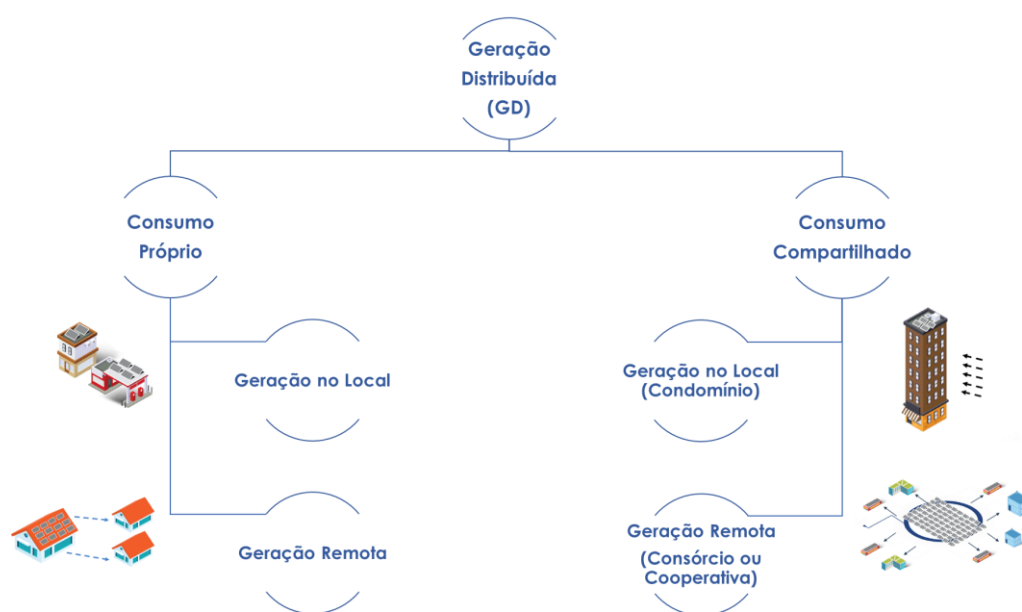 Geração
Distribuída
(GD)
Consumo
Próprio
Consumo
Compartilhado
Geração no Local
Geração no Local
(Condomínio)
Geração Remota
Geração Remota
(Consórcio ou
Cooperativa)